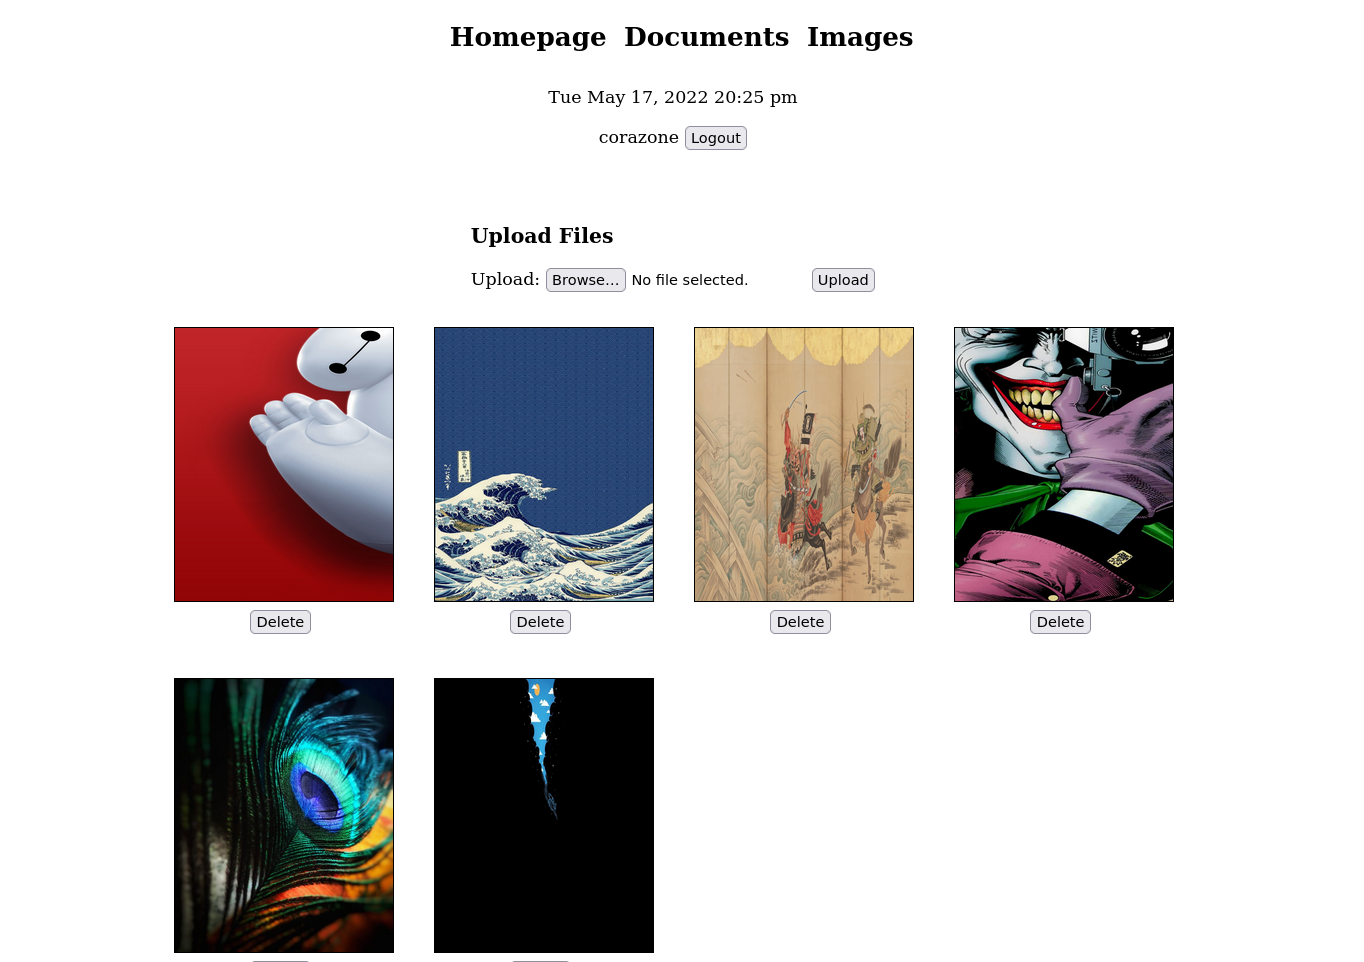 Homepage Documents Images
Tue May 17, 2022 20:25 pm
corazone Logout
Upload Files
Upload: Browse... No file selected. Upload
Delete Delete Delete Delete